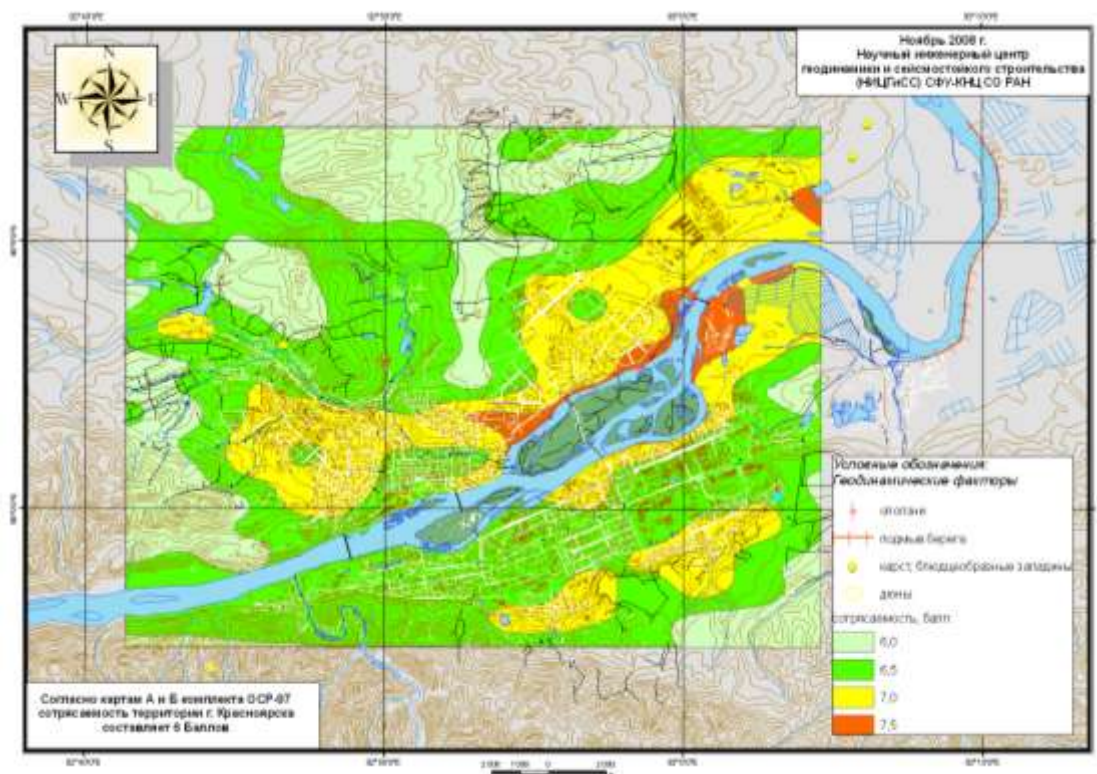 Ноябрь 2008 г.
Научный инженерный центр
геодинамики и сейсмостойкого строительства
(НИЦГиСС) СФУ-КНЦ СО РАН
N
W E
S
Условные обозначения:
Геодинамические факторы
оползни
подмыв берега
карст, блюдцеобразные западины
дюны
сотрясаемость, балл
6,0
6,5
7,0
7,5
Согласно картам А и Б комплекта ОСР-97
сотрясаемость территории г. Красноярска
составляет 6 Баллов